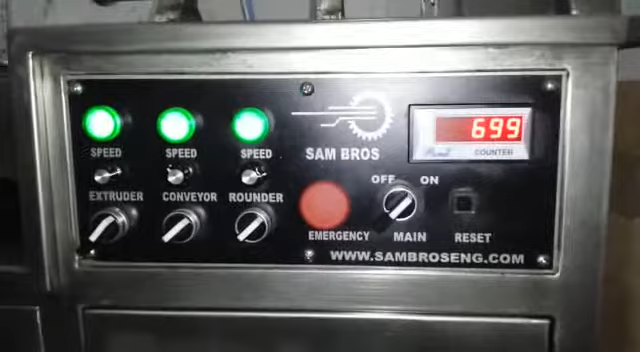 SPEED SPEED SPEED
SAM BROS
699
COUNTER
EXTRUDER CONVEYOR ROUNDER
OFF ON
EMERGENCY MAIN RESET
WWW.SAMBROSENG.COM